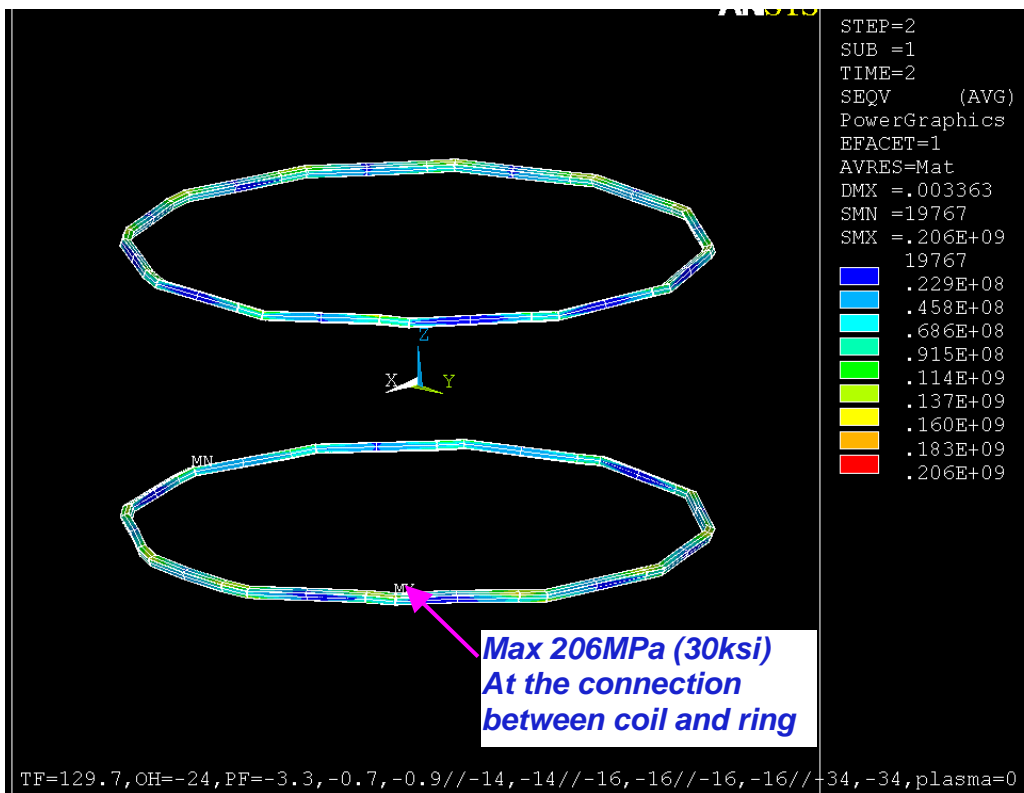 ANSYS
STEP=2
SUB =1
TIME=2
SEQV (AVG)
PowerGraphics
EFACET=1
AVRES=Mat
DMX =.003363
SMN =19767
SMX =.206E+09
19767
.229E+08
.458E+08
.686E+08
.915E+08
.114E+09
.137E+09
.160E+09
.183E+09
.206E+09
Z
X
Y
MN
MX
Max 206MPa (30ksi)
At the connection
between coil and ring
TF=129.7,OH=-24,PF=-3.3,-0.7,-0.9//-14,-14//-16,-16//-16,-16//-34,-34,plasma=0